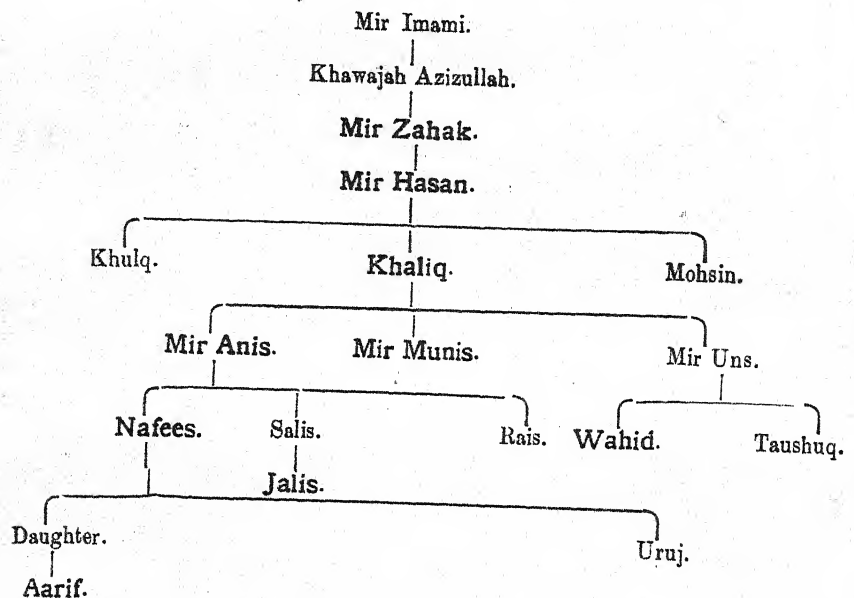 Mir Imami.
Khawajah Azizullah.
Mir Zahak.
Mir Hasan.
Khulq. Khaliq. Mohsin.
Mir Anis. Mir Munis. Mir Uns.
Nafees. Salis. Rais. Wahid. Taushuq.
Jalis.
Daughter. Uruj.
Aarif.